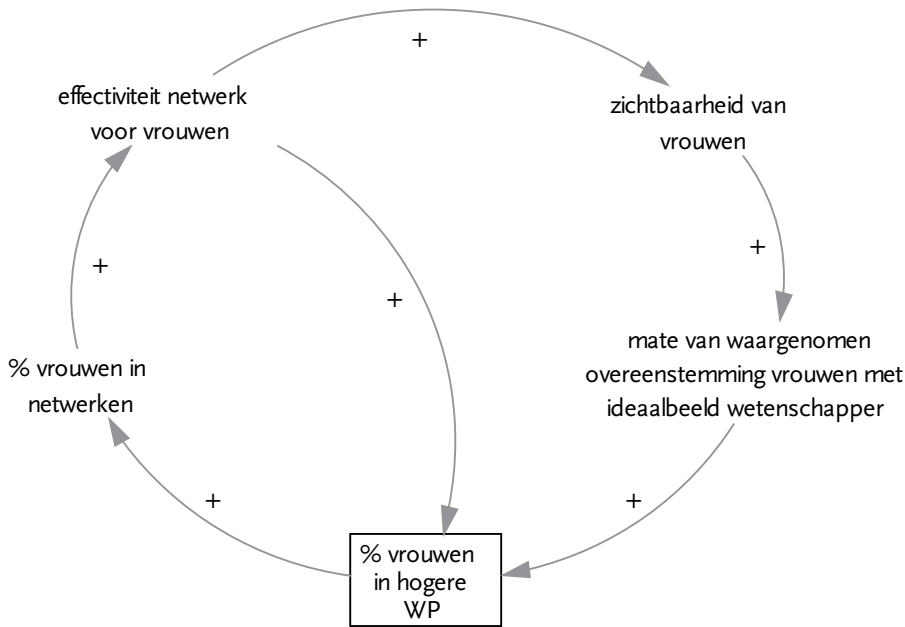 +
effectiviteit netwerk
voor vrouwen
zichtbaarheid van
vrouwen
+
+
+
mate van waargenomen
overeenstemming vrouwen met
ideaalbeeld wetenschapper
% vrouwen in
netwerken
+
+
% vrouwen
in hogere
WP